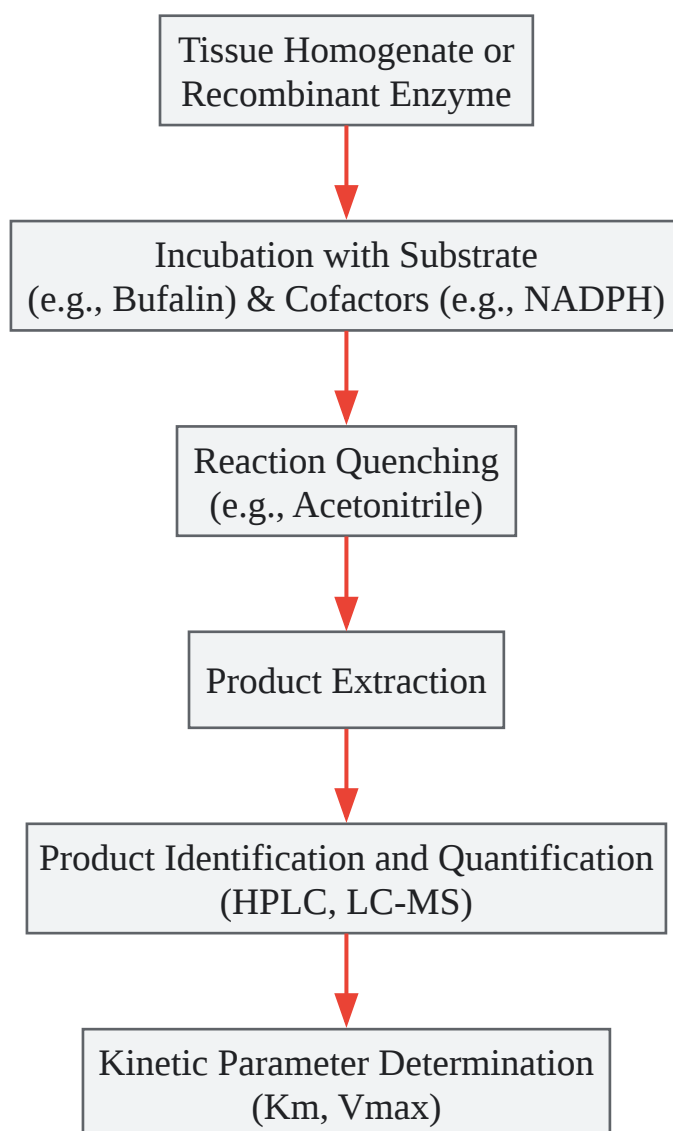 Tissue Homogenate or
Recombinant Enzyme
Incubation with Substrate
(e.g., Bufalin) & Cofactors (e.g., NADPH)
Reaction Quenching
(e.g., Acetonitrile)
Product Extraction
Product Identification and Quantification
(HPLC, LC-MS)
Kinetic Parameter Determination
(Km, Vmax)